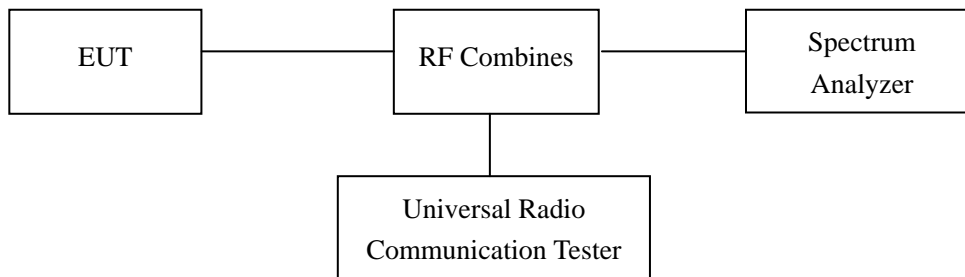 EUT
RF Combines
Spectrum
Analyzer
Universal Radio
Communication Tester